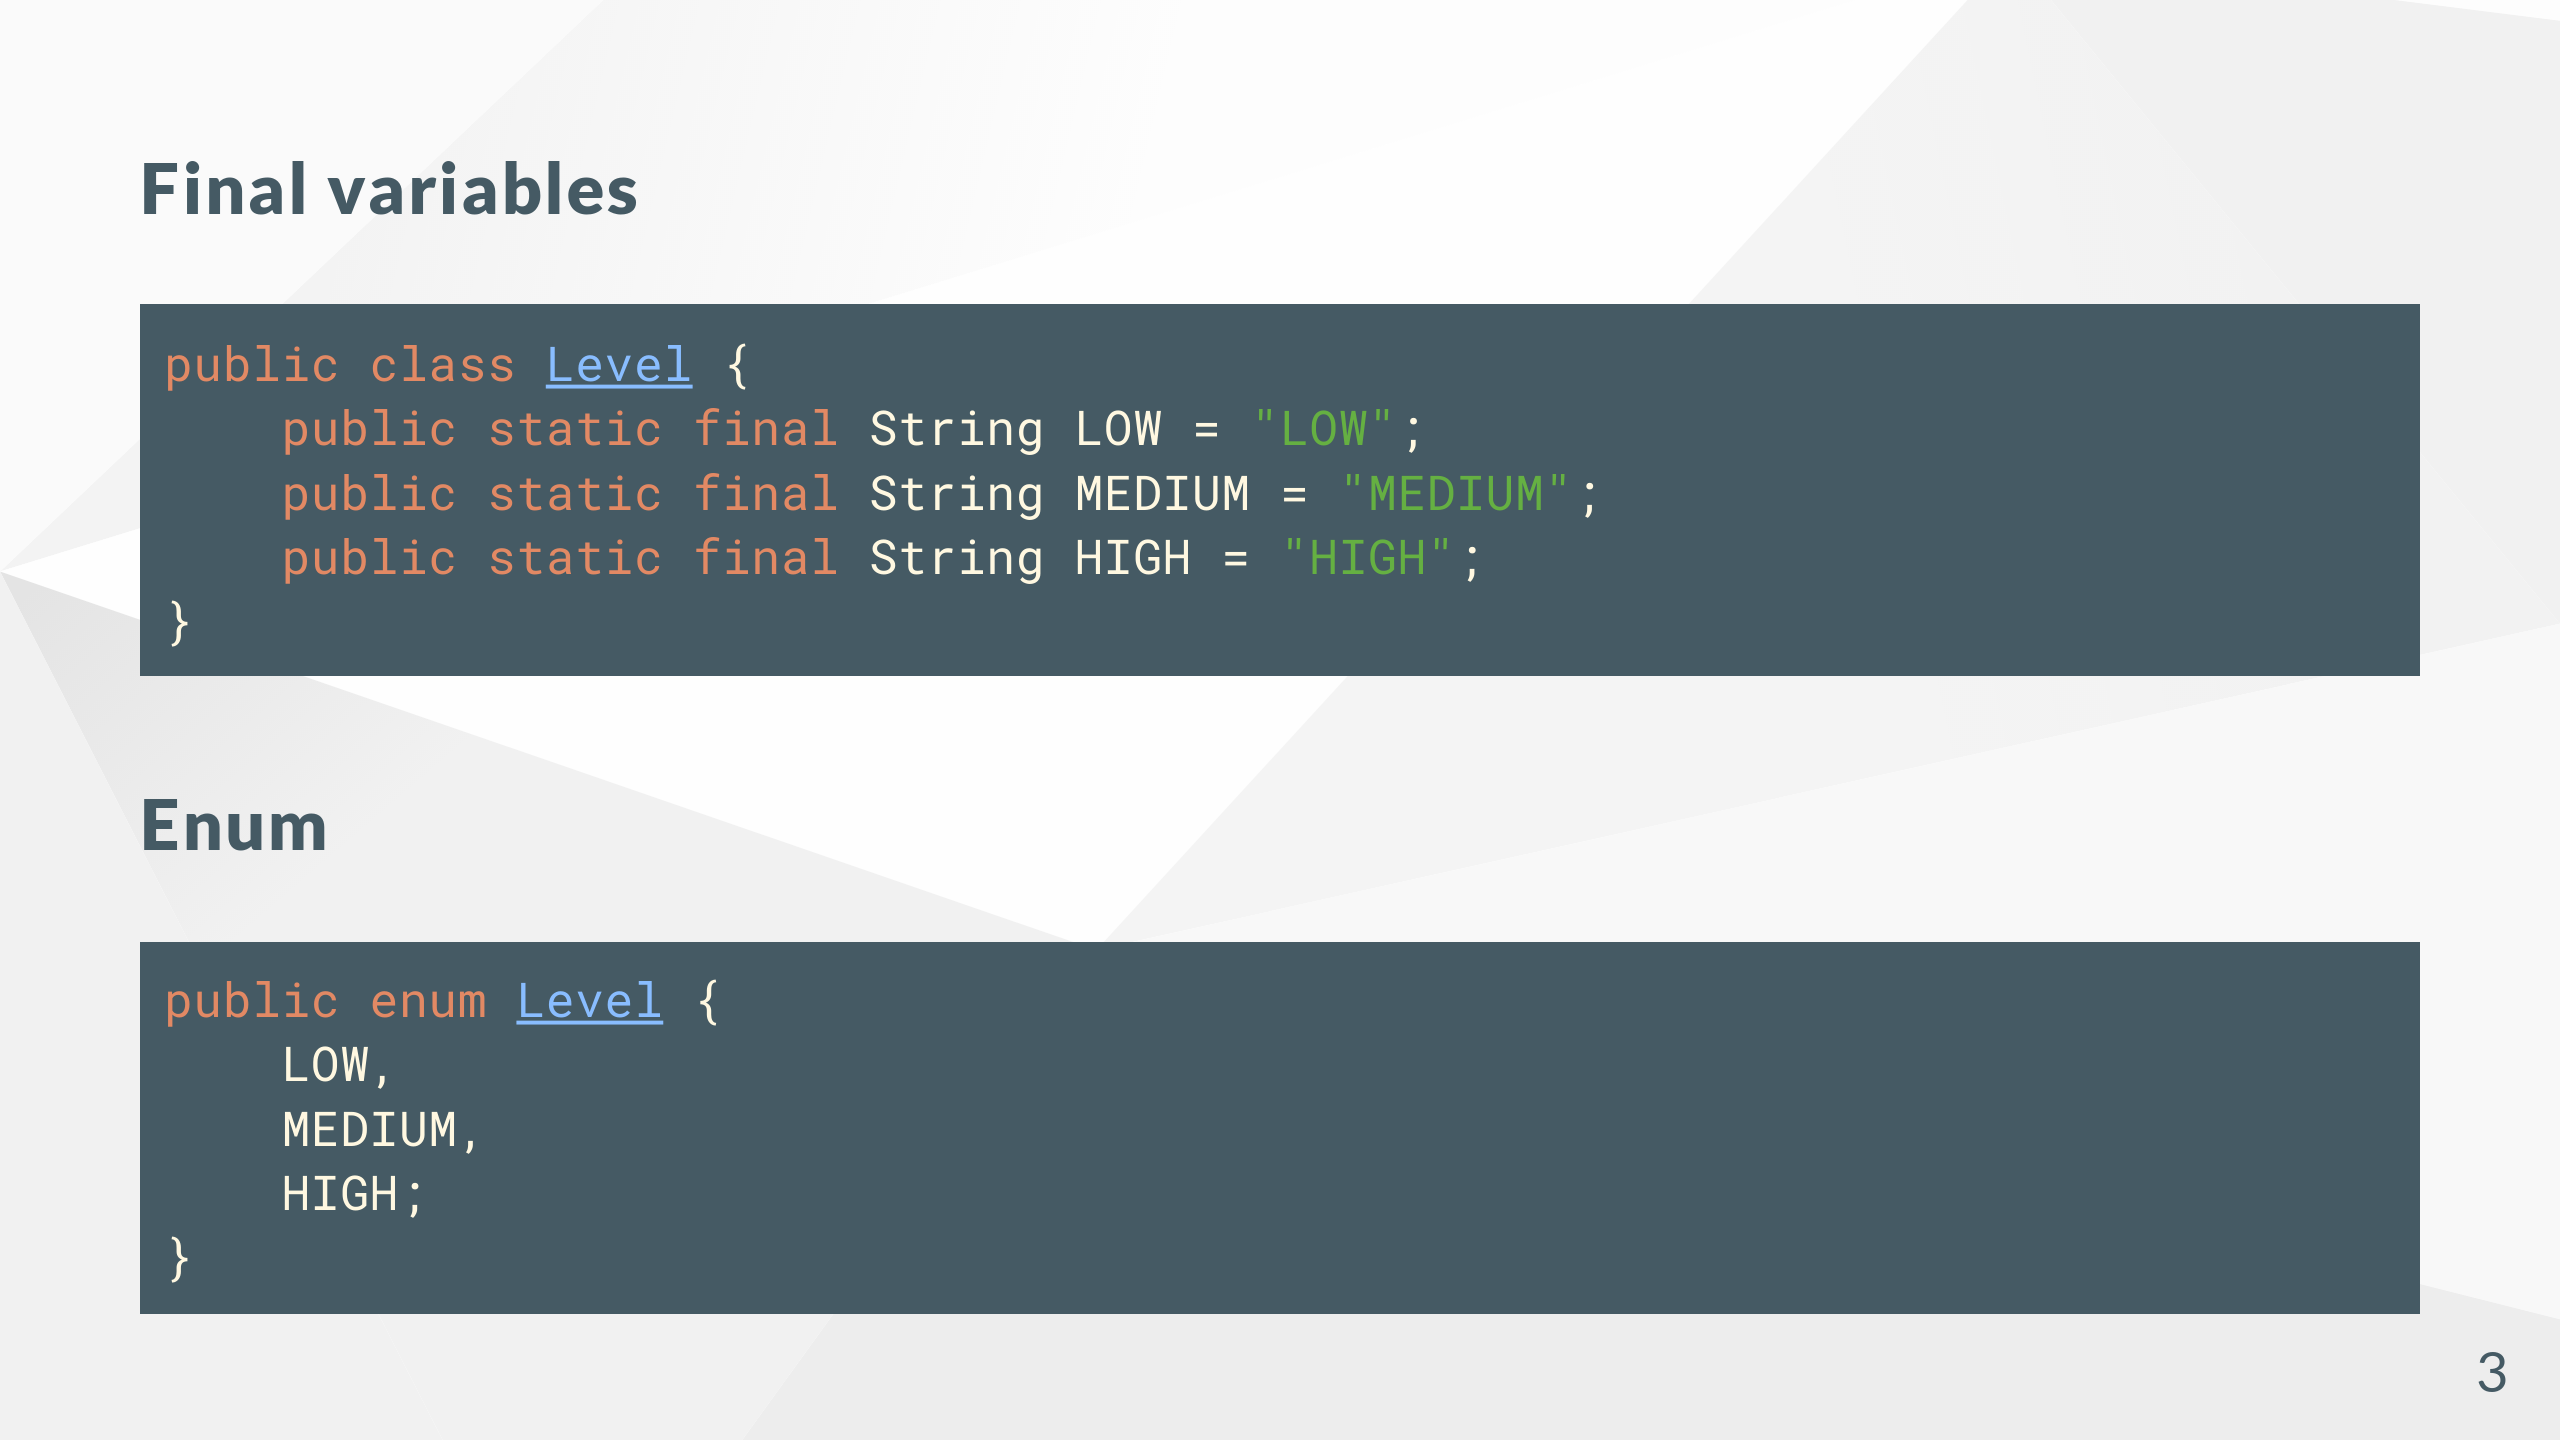 Final variables
public class Level {
    public static final String LOW = "LOW";
    public static final String MEDIUM = "MEDIUM";
    public static final String HIGH = "HIGH";
}
Enum
public enum Level {
    LOW,
    MEDIUM,
    HIGH;
}
3